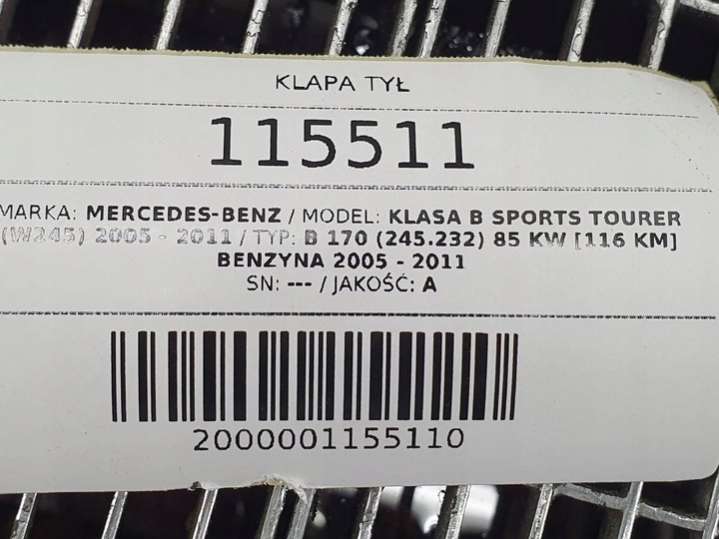 KLAPA TYŁ
115511
MARKA: MERCEDES-BENZ / MODEL: KLASA B SPORTS TOURER
(W245) 2005 - 2011 / TYP: B 170 (245.232) 85 KW [116 KM]
BENZYNA 2005 - 2011
SN: --- / JAKOŚĆ: A
2000001155110